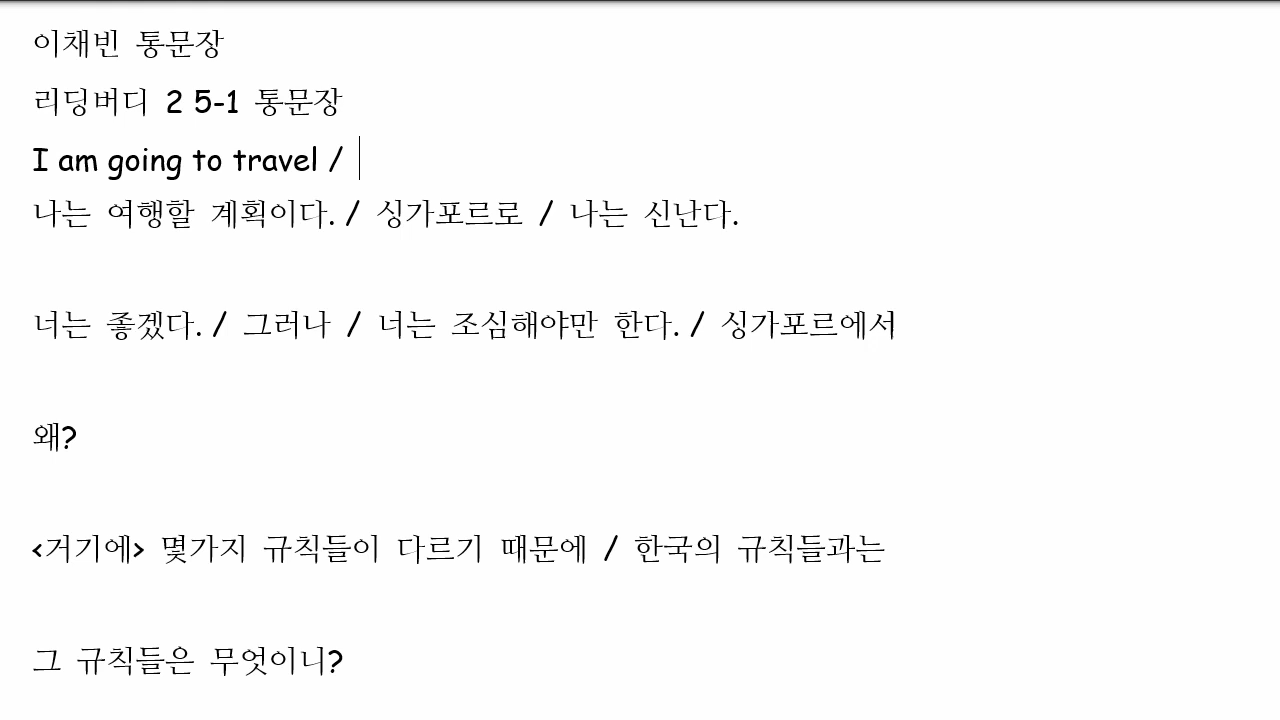 이채빈 통문장
리딩버디 2 5-1 통문장
I am going to travel /
나는 여행할 계획이다. / 싱가포르로 / 나는 신난다.
너는 좋겠다. / 그러나 / 너는 조심해야만 한다. / 싱가포르에서
왜?
<거기에> 몇가지 규칙들이 다르기 때문에 / 한국의 규칙들과는
그 규칙들은 무엇이니?